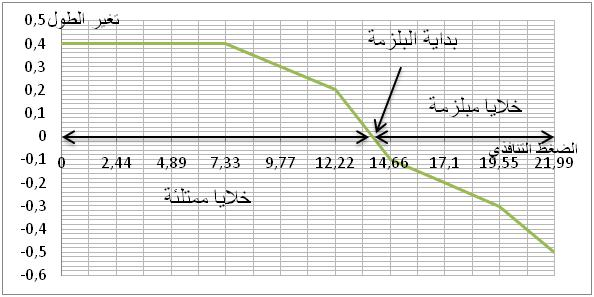 تغير الطول
0,5
0,4
0,3
0,2
0,1
0
-0,1
-0,2
-0,3
-0,4
-0,5
-0,6
بداية البلزمة
خلايا مبلزمة
الضغط التنافذي
0 2,44 4,89 7,33 9,77 12,22 14,66 17,1 19,55 21,99
خلايا ممتلئة